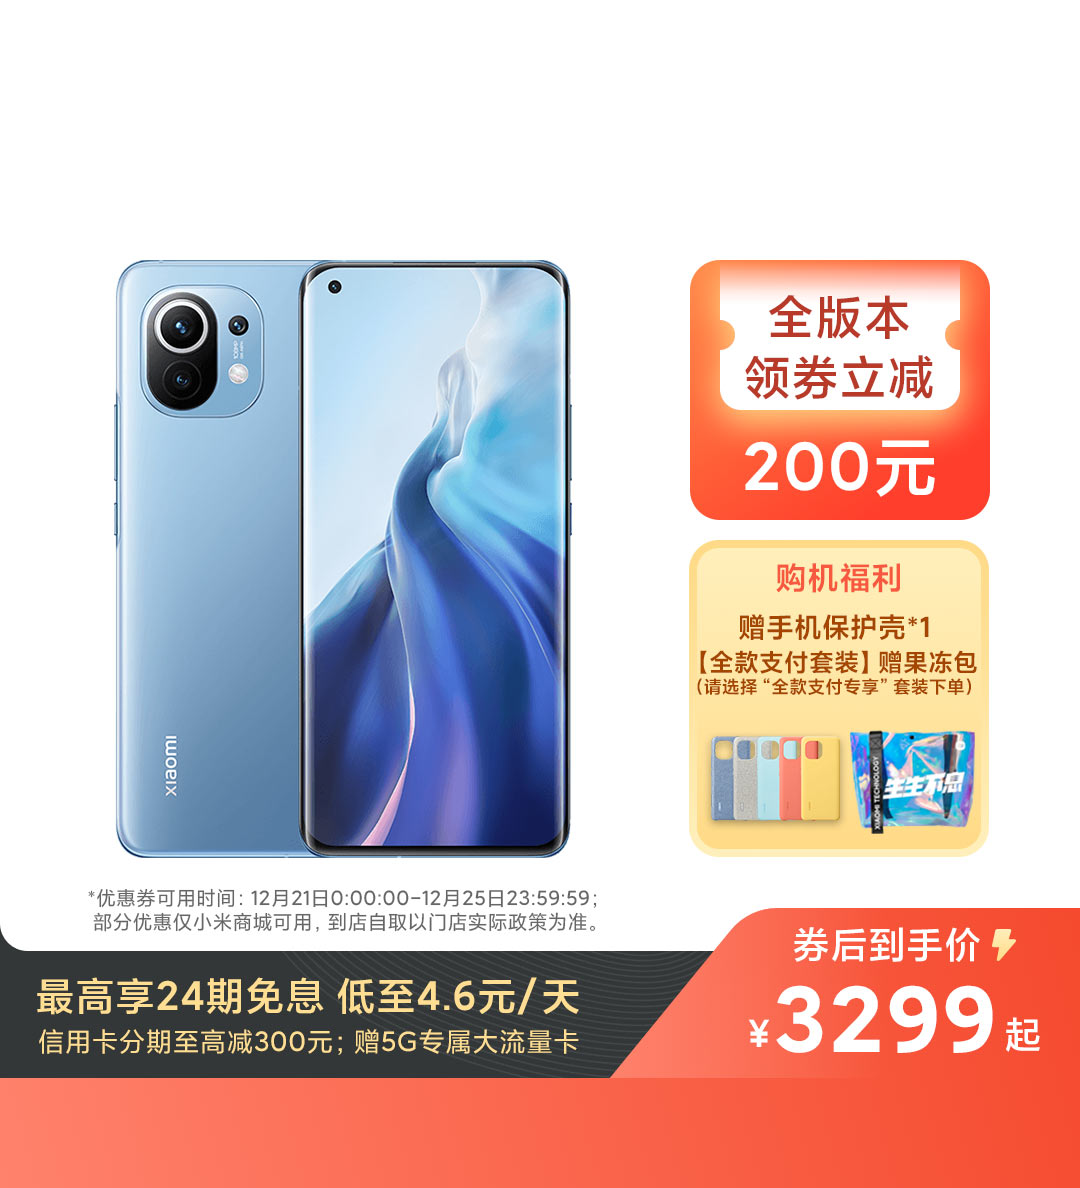 108MP
xiaomi
全版本
领券立减
200元
购机福利
赠手机保护壳*1
【全款支付套装】赠果冻包
（请选择“全款支付专享”套装下单）
XIAOMI TECHNOLOGY
生生不息
*优惠券可用时间：12月21日0:00:00-12月25日23:59:59；
部分优惠仅小米商城可用，到店自取以门店实际政策为准。
最高享24期免息 低至4.6元/天
信用卡分期至高减300元；赠5G专属大流量卡
券后到手价
¥3299起